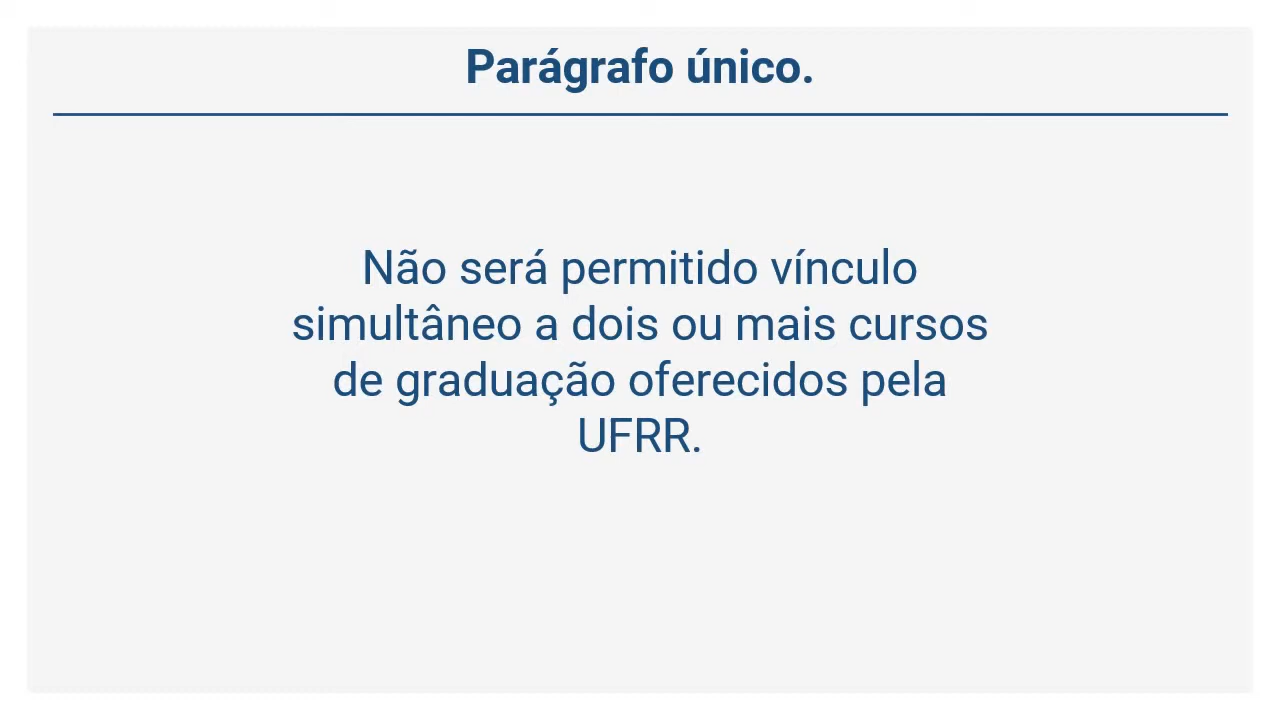 Parágrafo único.
Não será permitido vínculo
simultâneo a dois ou mais cursos
de graduação oferecidos pela
UFRR.